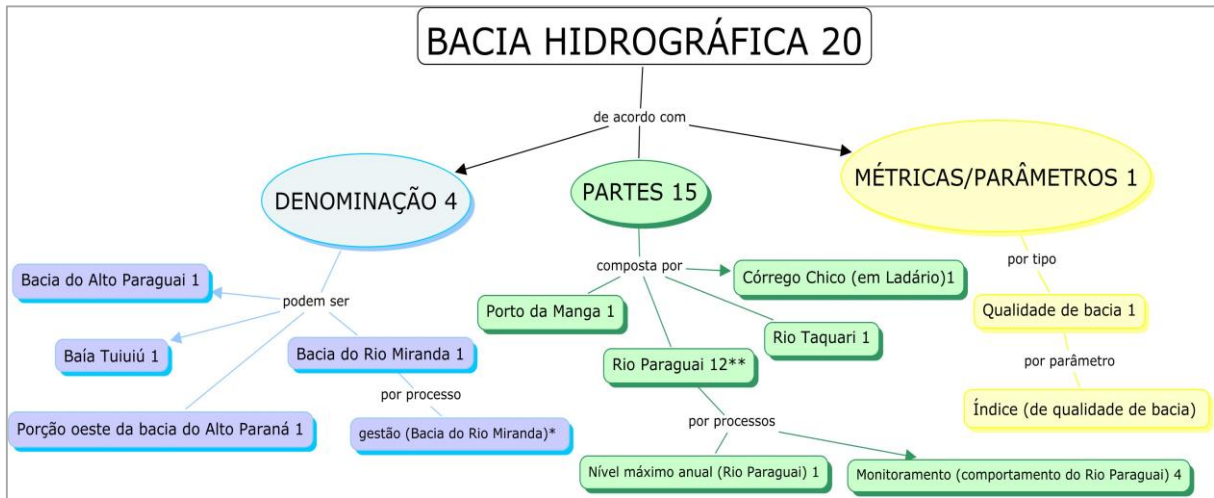 BACIA HIDROGRÁFICA 20
de acordo com
DENOMINAÇÃO 4
PARTES 15
MÉTRICAS/PARÂMETROS 1
Bacia do Alto Paraguai 1
podem ser
Baía Tuiuiú 1
Bacia do Rio Miranda 1
por processo
Porção oeste da bacia do Alto Paraná 1
gestão (Bacia do Rio Miranda)*
composta por
Córrego Chico (em Ladário)1
Porto da Manga 1
Rio Taquari 1
Rio Paraguai 12**
por processos
Nível máximo anual (Rio Paraguai) 1
Monitoramento (comportamento do Rio Paraguai) 4
por tipo
Qualidade de bacia 1
por parâmetro
Índice (de qualidade de bacia)